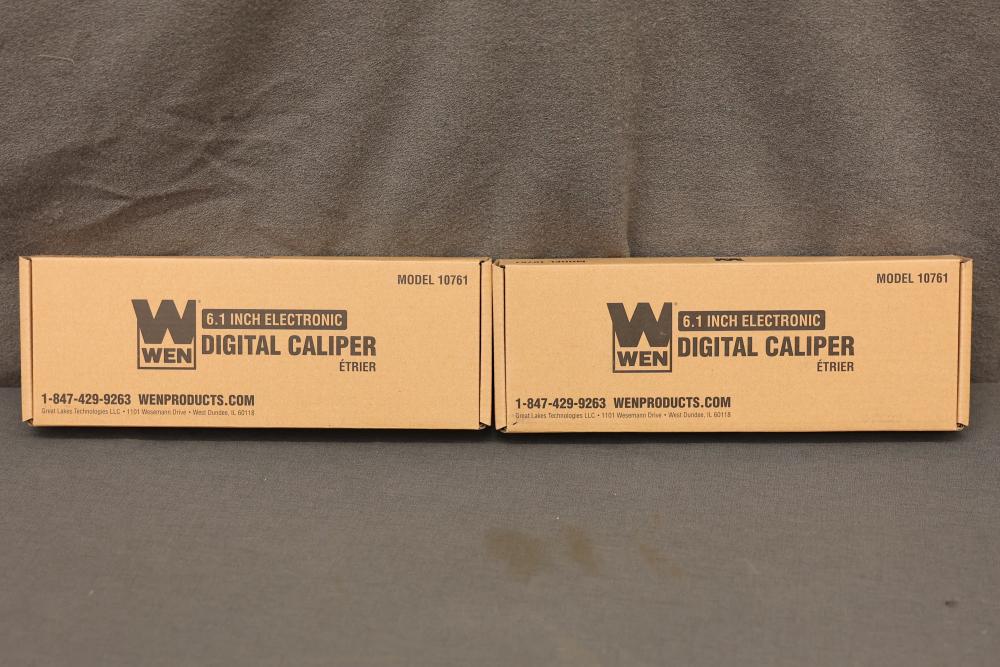 MODEL 10761
W®
WEN
6.1 INCH ELECTRONIC
DIGITAL CALIPER
ÉTRIER
1-847-429-9263 WENPRODUCTS.COM
Great Lakes Technologies LLC • 1101 Wesemann Drive • West Dundee, IL 60118
MODEL 10761
MODEL 10761
W®
WEN
6.1 INCH ELECTRONIC
DIGITAL CALIPER
ÉTRIER
1-847-429-9263 WENPRODUCTS.COM
Great Lakes Technologies LLC • 1101 Wesemann Drive • West Dundee, IL 60118